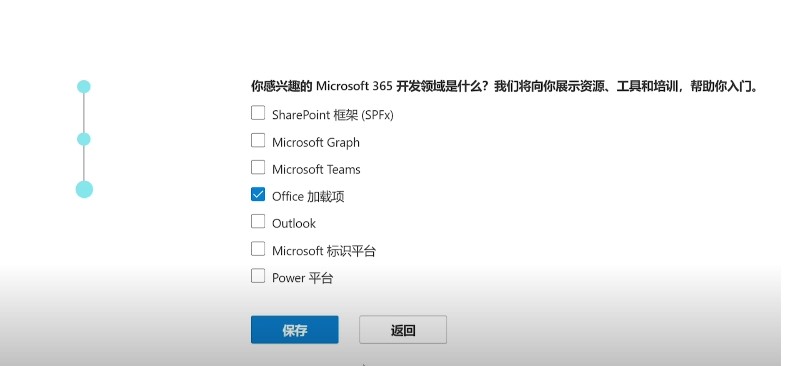 你感兴趣的 Microsoft 365 开发领域是什么？我们将向你展示资源、工具和培训，帮助你入门。
SharePoint 框架 (SPFx)
Microsoft Graph
Microsoft Teams
Office 加载项
Outlook
Microsoft 标识平台
Power 平台
保存 返回